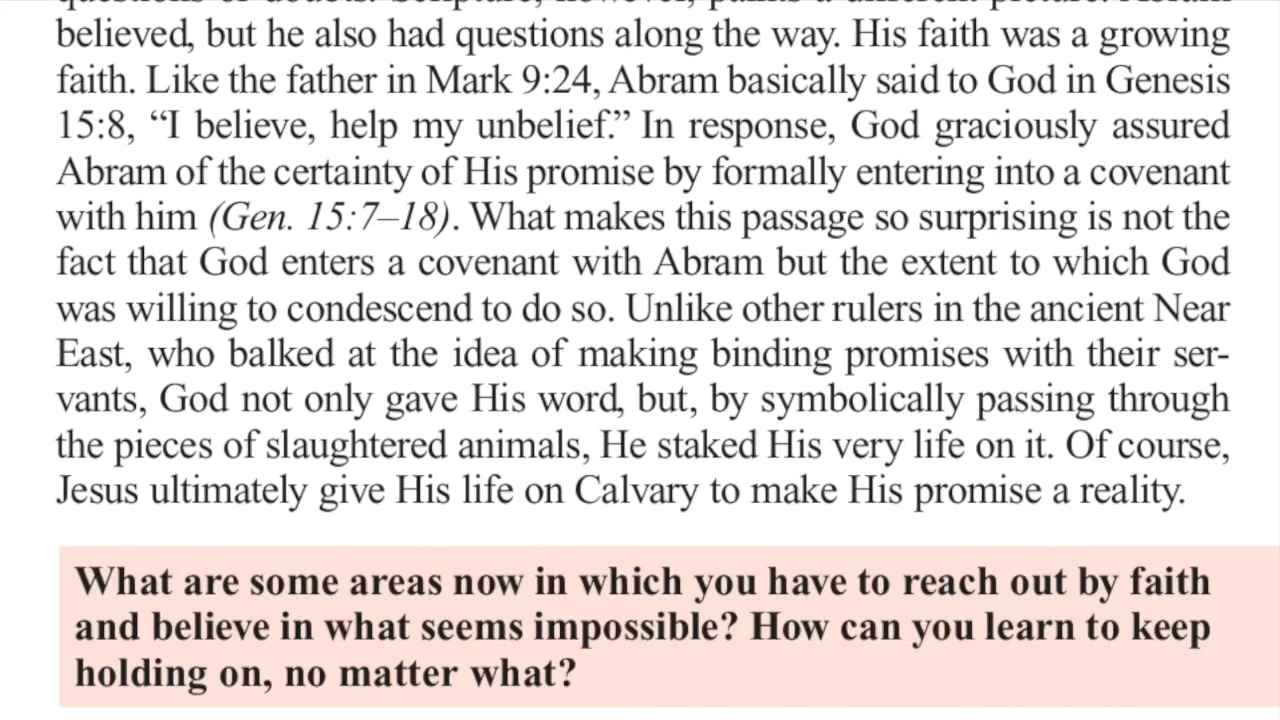 believed, but he also had questions along the way. His faith was a growing
faith. Like the father in Mark 9:24, Abram basically said to God in Genesis
15:8, “I believe, help my unbelief.” In response, God graciously assured
Abram of the certainty of His promise by formally entering into a covenant
with him (Gen. 15:7–18). What makes this passage so surprising is not the
fact that God enters a covenant with Abram but the extent to which God
was willing to condescend to do so. Unlike other rulers in the ancient Near
East, who balked at the idea of making binding promises with their ser-
vants, God not only gave His word, but, by symbolically passing through
the pieces of slaughtered animals, He staked His very life on it. Of course,
Jesus ultimately give His life on Calvary to make His promise a reality.
What are some areas now in which you have to reach out by faith
and believe in what seems impossible? How can you learn to keep
holding on, no matter what?